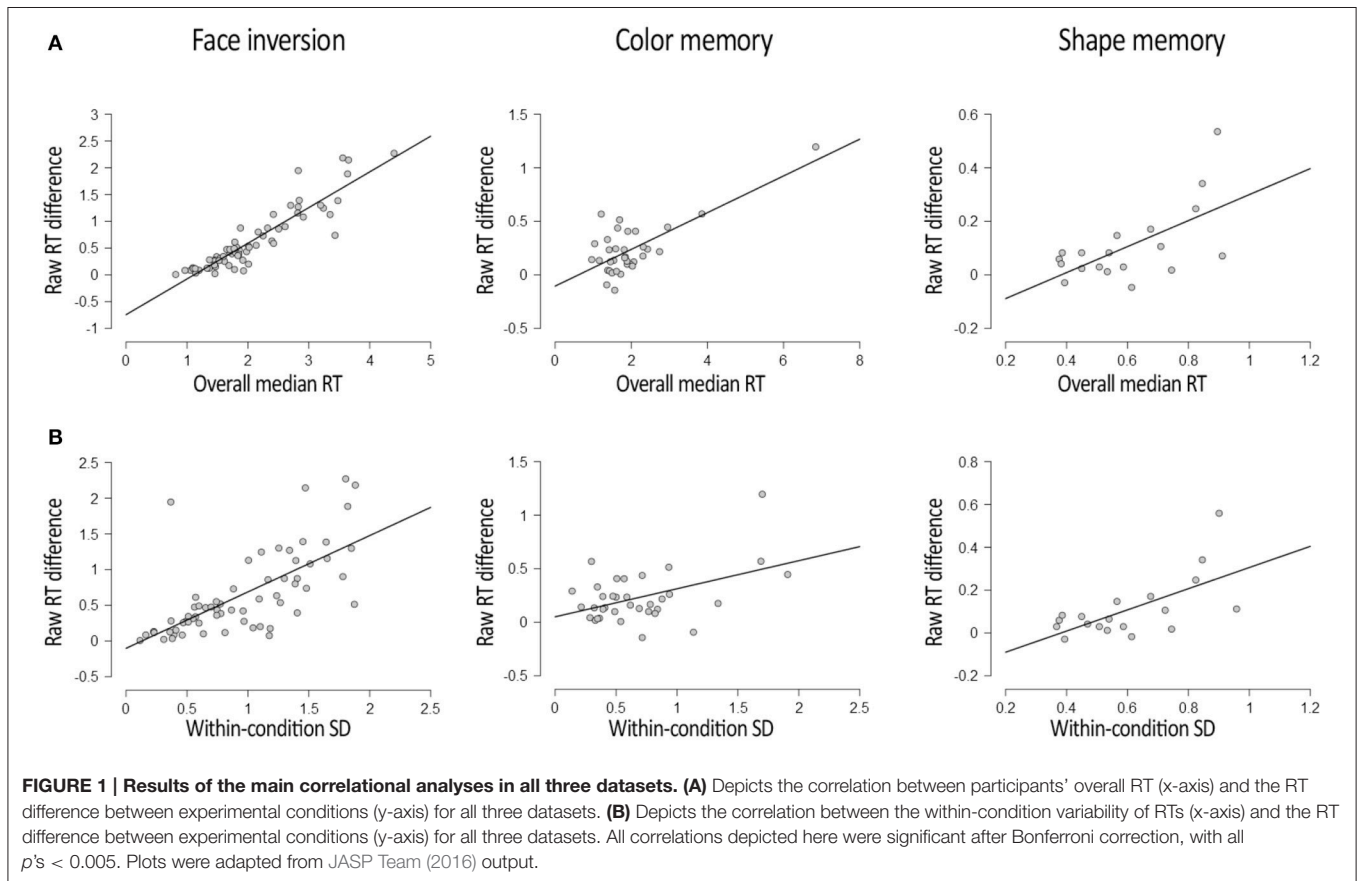 A
Face inversion
Color memory
Shape memory
Raw RT difference
3
2.5
2
1.5
1
0.5
0
-0.5
-1
0 1 2 3 4 5
Overall median RT
Raw RT difference
1.5
1
0.5
0
-0.5
0 2 4 6 8
Overall median RT
Raw RT difference
0.6
0.4
0.2
0
-0.2
0.2 0.4 0.6 0.8 1 1.2
Overall median RT
B
Raw RT difference
2.5
2
1.5
1
0.5
0
-0.5
0 0.5 1 1.5 2 2.5
Within-condition SD
Raw RT difference
1.5
1
0.5
0
-0.5
0 0.5 1 1.5 2 2.5
Within-condition SD
Raw RT difference
0.8
0.6
0.4
0.2
0
-0.2
0.2 0.4 0.6 0.8 1 1.2
Within-condition SD
FIGURE 1 | Results of the main correlational analyses in all three datasets. (A) Depicts the correlation between participants' overall RT (x-axis) and the RT
difference between experimental conditions (y-axis) for all three datasets. (B) Depicts the correlation between the within-condition variability of RTs (x-axis) and the RT
difference between experimental conditions (y-axis) for all three datasets. All correlations depicted here were significant after Bonferroni correction, with all
p's < 0.005. Plots were adapted from JASP Team (2016) output.